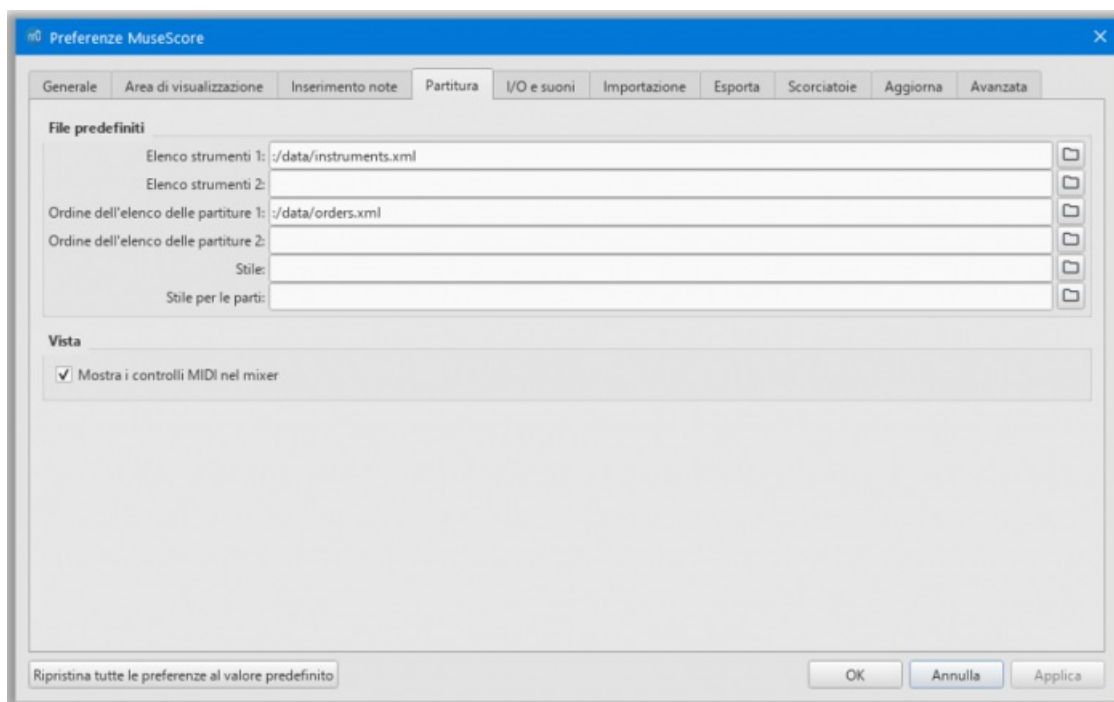 Preferenze MuseScore
Generale Area di visualizzazione Inserimento note Partitura I/O e suoni Importazione Esporta Scorciatoie Aggiorna Avanzata
File predefiniti
Elenco strumenti 1: :/data/instruments.xml
Elenco strumenti 2:
Ordine dell'elenco delle partiture 1: :/data/orders.xml
Ordine dell'elenco delle partiture 2:
Stile:
Stile per le parti:
Vista
Mostra i controlli MIDI nel mixer
Ripristina tutte le preferenze al valore predefinito OK Annulla Applica